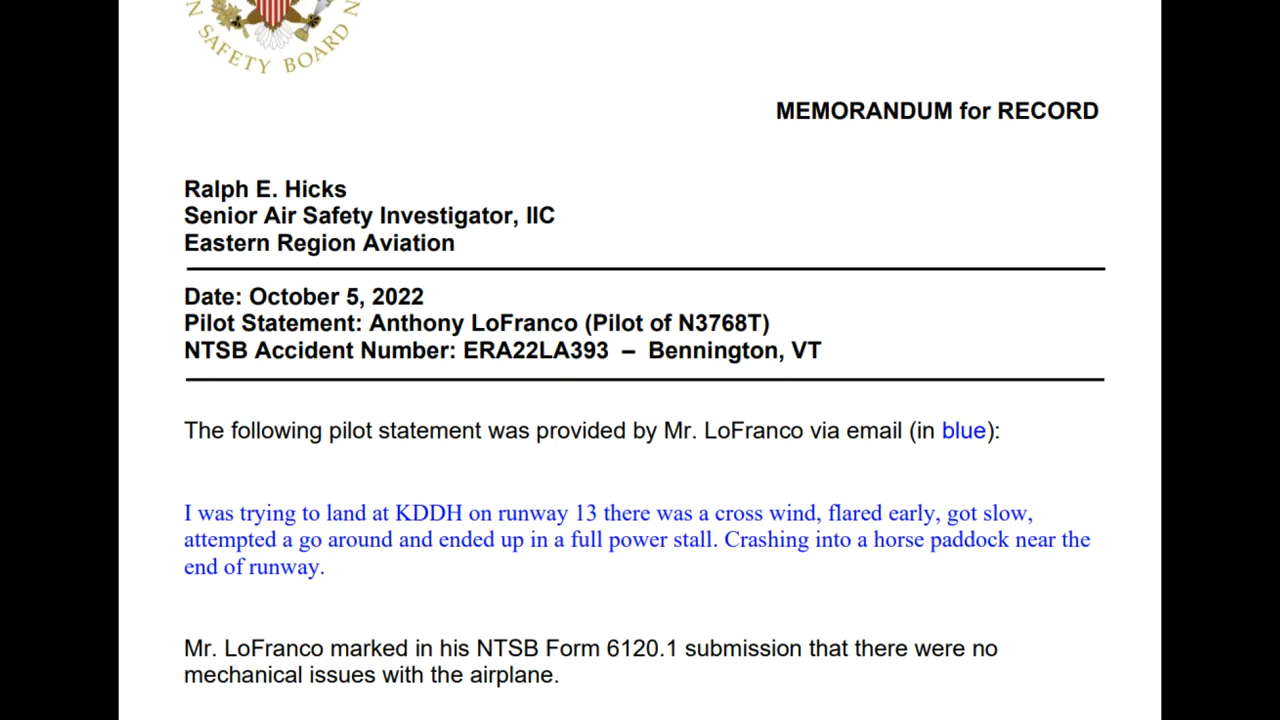 N SAFETY BOARD N
MEMORANDUM for RECORD
Ralph E. Hicks
Senior Air Safety Investigator, IIC
Eastern Region Aviation
Date: October 5, 2022
Pilot Statement: Anthony LoFranco (Pilot of N3768T)
NTSB Accident Number: ERA22LA393 – Bennington, VT
The following pilot statement was provided by Mr. LoFranco via email (in blue):
I was trying to land at KDDH on runway 13 there was a cross wind, flared early, got slow,
attempted a go around and ended up in a full power stall. Crashing into a horse paddock near the
end of runway.
Mr. LoFranco marked in his NTSB Form 6120.1 submission that there were no
mechanical issues with the airplane.